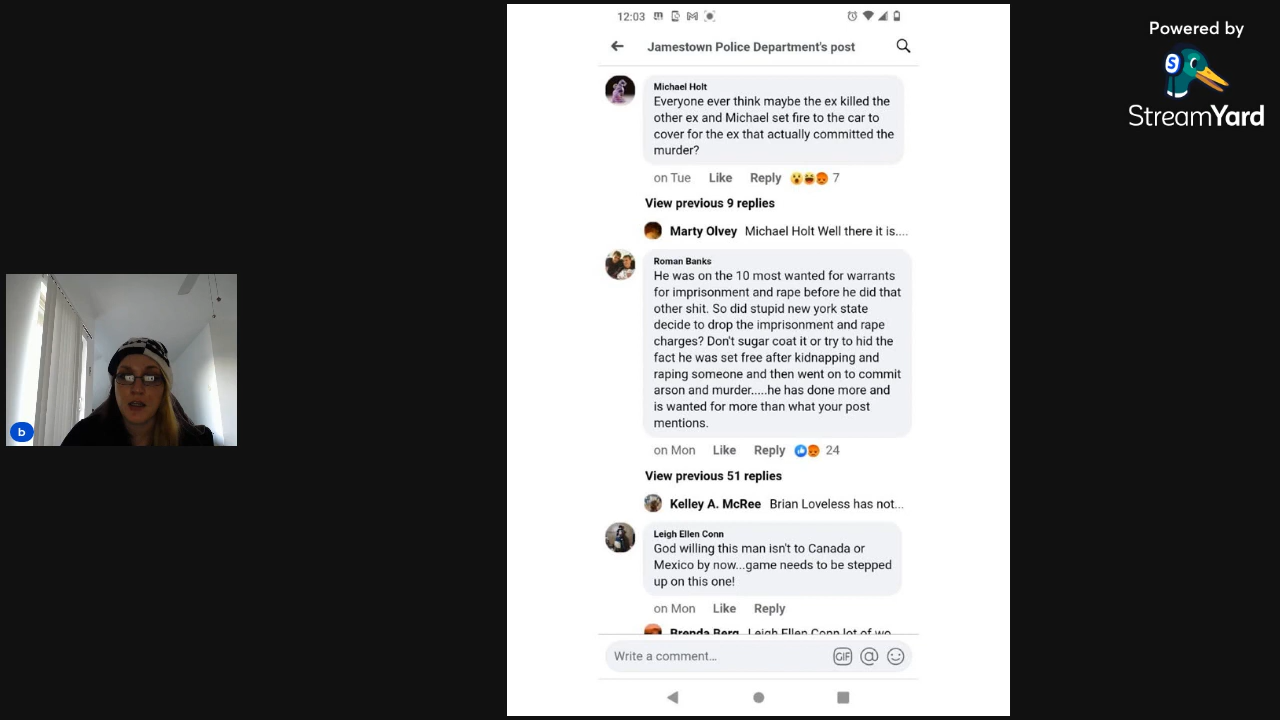 12:03
Jamestown Police Department's post
Michael Holt
Everyone ever think maybe the ex killed the
other ex and Michael set fire to the car to
cover for the ex that actually committed the
murder?
on Tue Like Reply 7
View previous 9 replies
Marty Olvey Michael Holt Well there it is....
Roman Banks
He was on the 10 most wanted for warrants
for imprisonment and rape before he did that
other shit. So did stupid new york state
decide to drop the imprisonment and rape
charges? Don't sugar coat it or try to hid the
fact he was set free after kidnapping and
raping someone and then went on to commit
arson and murder.....he has done more and
is wanted for more than what your post
mentions.
on Mon Like Reply 24
View previous 51 replies
Kelley A. McRee Brian Loveless has not...
Leigh Ellen Conn
God willing this man isn't to Canada or
Mexico by now...game needs to be stepped
up on this one!
on Mon Like Reply
Brenda Berg Leigh Ellen Conn lot of wo
Write a comment...
GIF @
Powered by
S
StreamYard
b